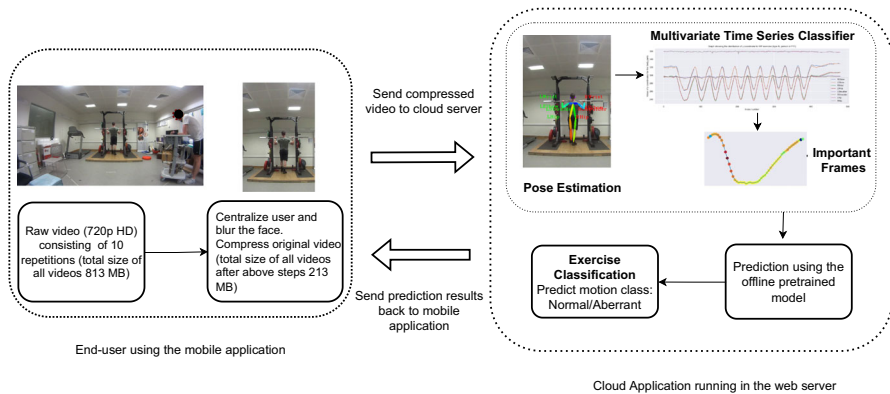 Raw video (720p HD)
consisting of 10
repetitions (total size of
all videos 813 MB)
Centralize user and
blur the face.
Compress original video
(total size of all videos
after above steps 213
MB)
End-user using the mobile application
Send compressed
video to cloud server
Send prediction results
back to mobile
application
Multivariate Time Series Classifier
Pose Estimation
Important
Frames
Prediction using the
offline pretrained
model
Exercise
Classification
Predict motion class:
Normal/Aberrant
Cloud Application running in the web server